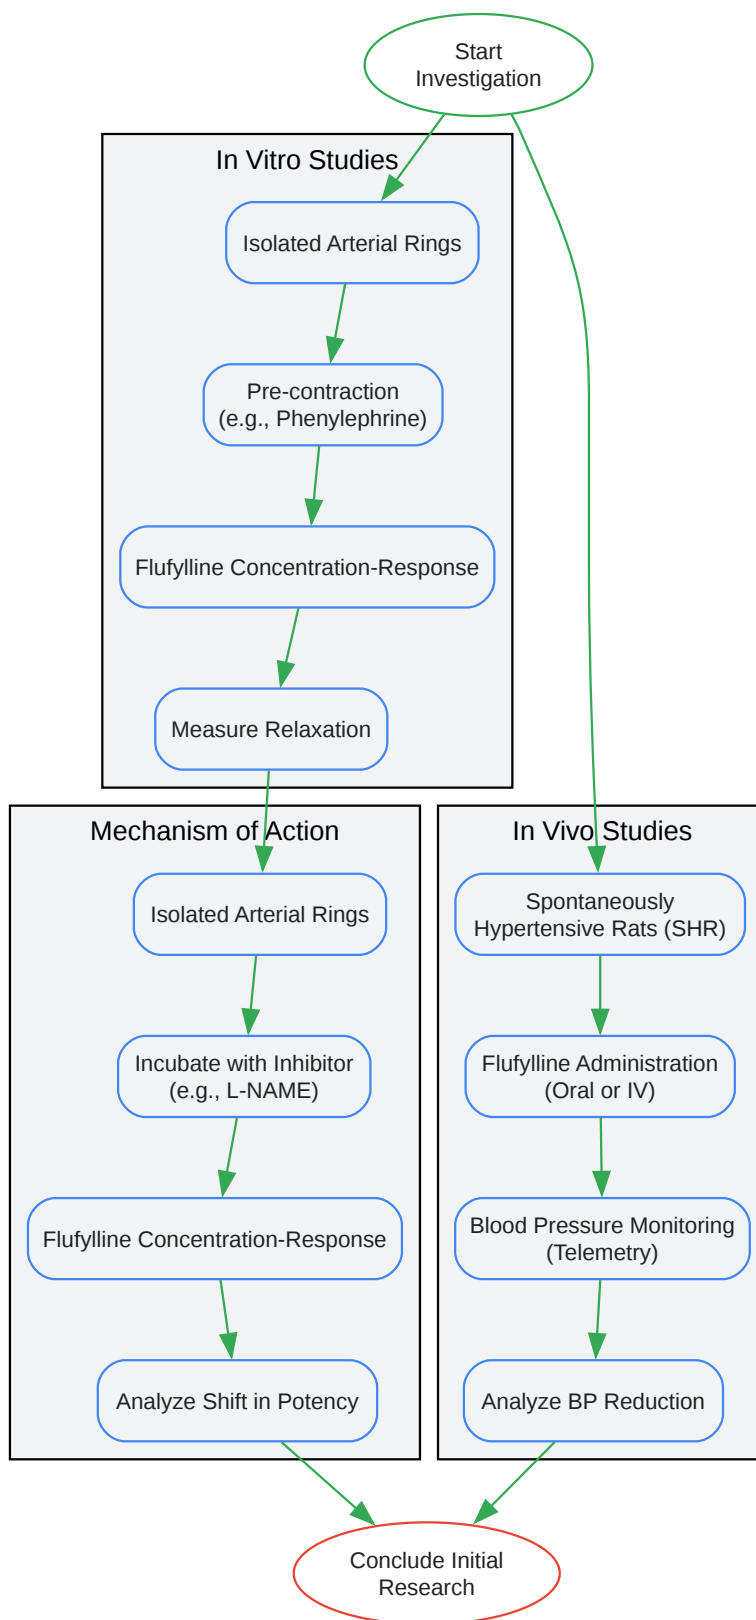 Start
Investigation
In Vitro Studies
Isolated Arterial Rings
Pre-contraction
(e.g., Phenylephrine)
Flufylline Concentration-Response
Measure Relaxation
Mechanism of Action
Isolated Arterial Rings
Incubate with Inhibitor
(e.g., L-NAME)
Flufylline Concentration-Response
Analyze Shift in Potency
In Vivo Studies
Spontaneously
Hypertensive Rats (SHR)
Flufylline Administration
(Oral or IV)
Blood Pressure Monitoring
(Telemetry)
Analyze BP Reduction
Conclude Initial
Research